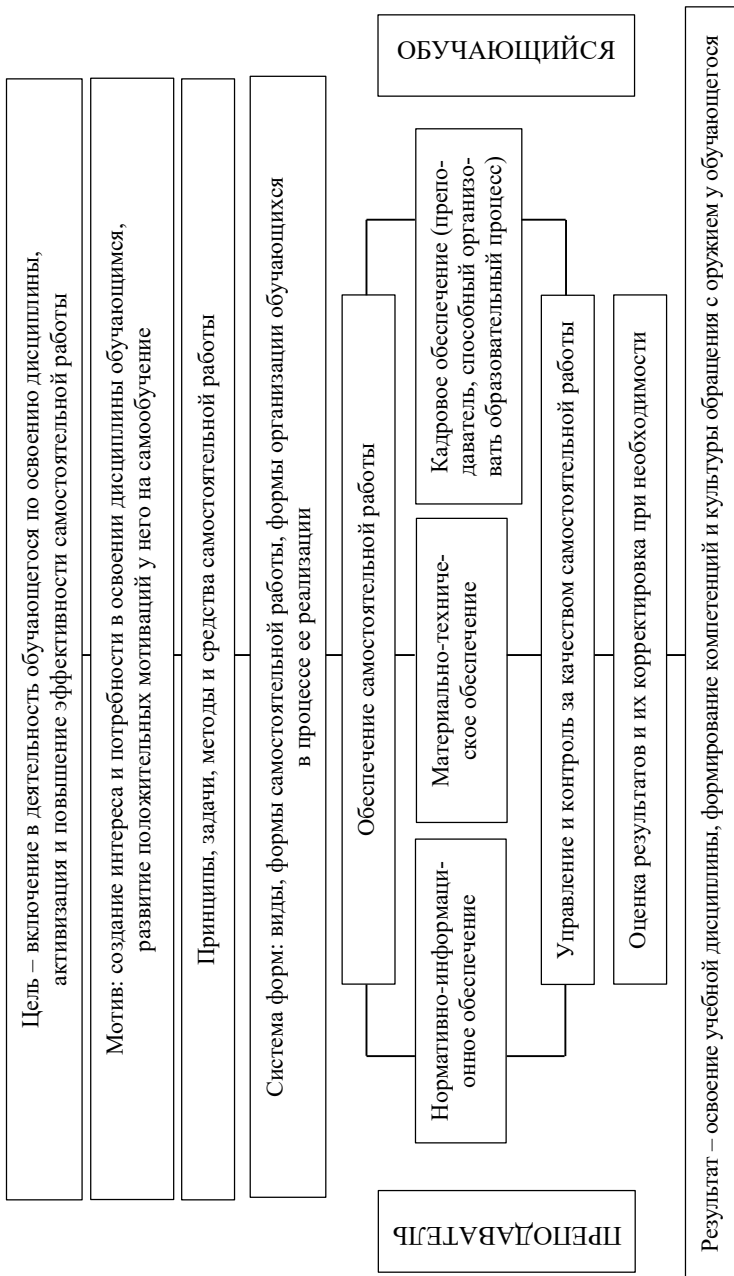 Цель – включение в деятельность обучающегося по освоению дисциплины,
активизация и повышение эффективности самостоятельной работы
Мотив: создание интереса и потребности в освоении дисциплины обучающимся,
развитие положительных мотиваций у него на самообучение
Принципы, задачи, методы и средства самостоятельной работы
Система форм: виды, формы самостоятельной работы, формы организации обучающихся
в процессе ее реализации
Обеспечение самостоятельной работы
ПРЕПОДАВАТЕЛЬ
Нормативно-информаци-
онное обеспечение
Материально-техниче-
ское обеспечение
Кадровое обеспечение (препо-
даватель, способный организо-
вать образовательный процесс)
ОБУЧАЮЩИЙСЯ
Управление и контроль за качеством самостоятельной работы
Оценка результатов и их корректировка при необходимости
Результат – освоение учебной дисциплины, формирование компетенций и культуры обращения с оружием у обучающегося